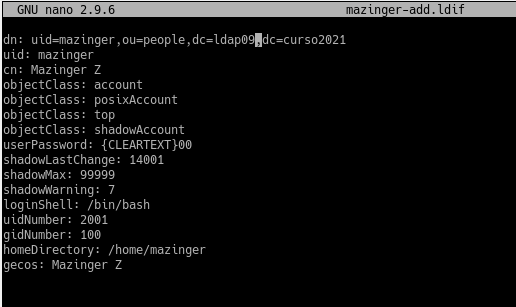 GNU nano 2.9.6 mazinger-add.ldif
dn: uid=mazinger,ou=people,dc=ldap09,dc=curso2021
uid: mazinger
cn: Mazinger Z
objectClass: account
objectClass: posixAccount
objectClass: top
objectClass: shadowAccount
userPassword: {CLEARTEXT}00
shadowLastChange: 14001
shadowMax: 99999
shadowWarning: 7
loginShell: /bin/bash
uidNumber: 2001
gidNumber: 100
homeDirectory: /home/mazinger
gecos: Mazinger Z